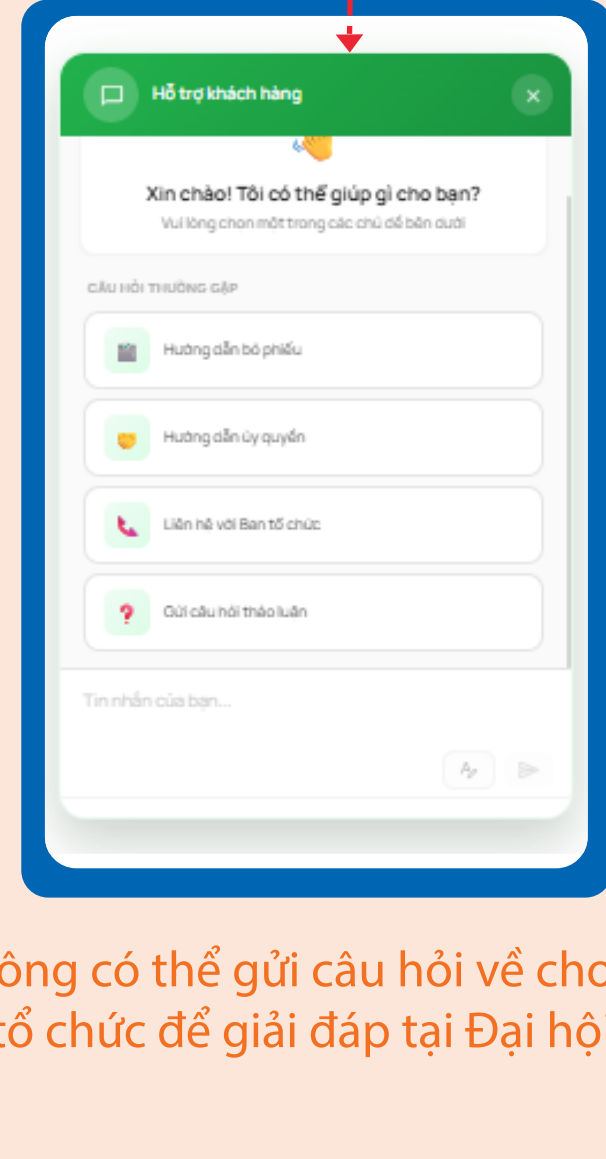 Hỗ trợ khách hàng
Xin chào! Tôi có thể giúp gì cho bạn?
Vui lòng chọn một trong các chủ đề bên dưới
CÂU HỎI THƯỜNG GẶP
Hướng dẫn bỏ phiếu
Hướng dẫn ủy quyền
Liên hệ với Ban tổ chức
Gửi câu hỏi thảo luận
Tin nhắn của bạn...
ông có thể gửi câu hỏi về cho
tổ chức để giải đáp tại Đại hội